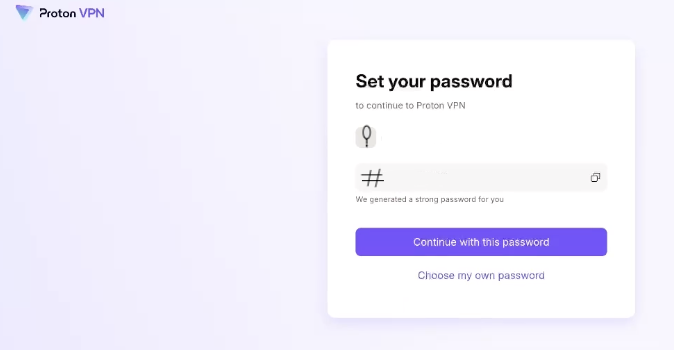 Proton VPN
Set your password
to continue to Proton VPN
#
We generated a strong password for you
Continue with this password
Choose my own password